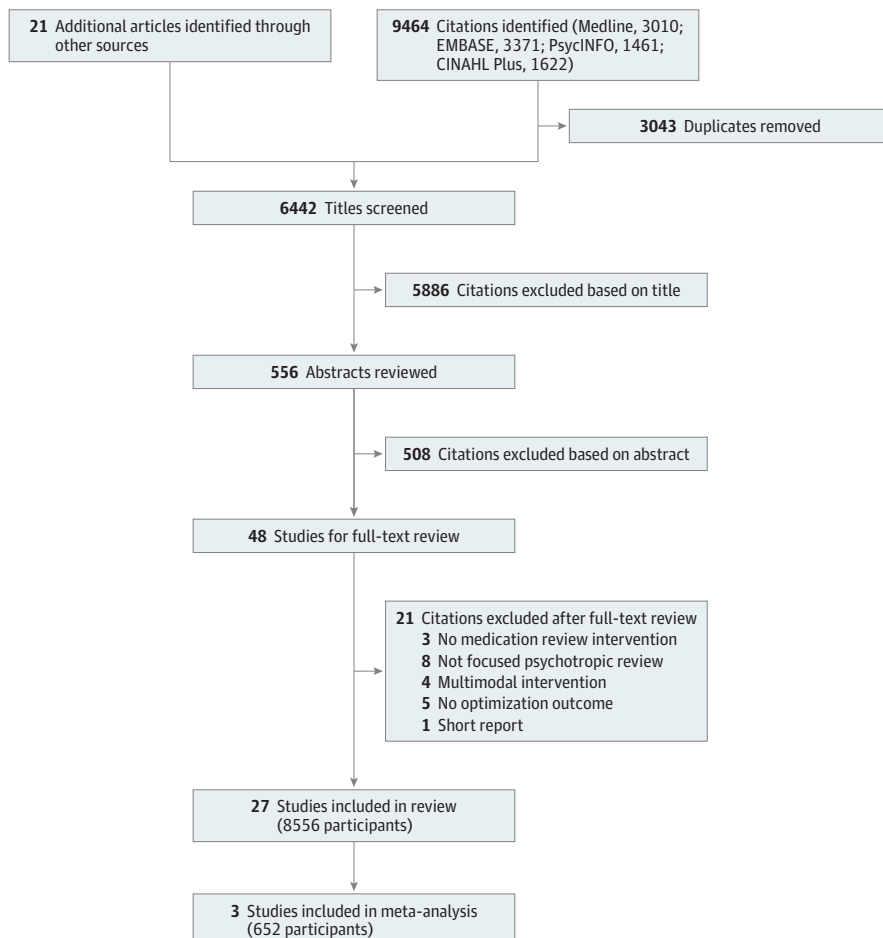 21 Additional articles identified through
other sources
9464 Citations identified (Medline, 3010;
EMBASE, 3371; PsycINFO, 1461;
CINAHL Plus, 1622)
3043 Duplicates removed
6442 Titles screened
5886 Citations excluded based on title
556 Abstracts reviewed
508 Citations excluded based on abstract
48 Studies for full-text review
21 Citations excluded after full-text review
3 No medication review intervention
8 Not focused psychotropic review
4 Multimodal intervention
5 No optimization outcome
1 Short report
27 Studies included in review
(8556 participants)
3 Studies included in meta-analysis
(652 participants)